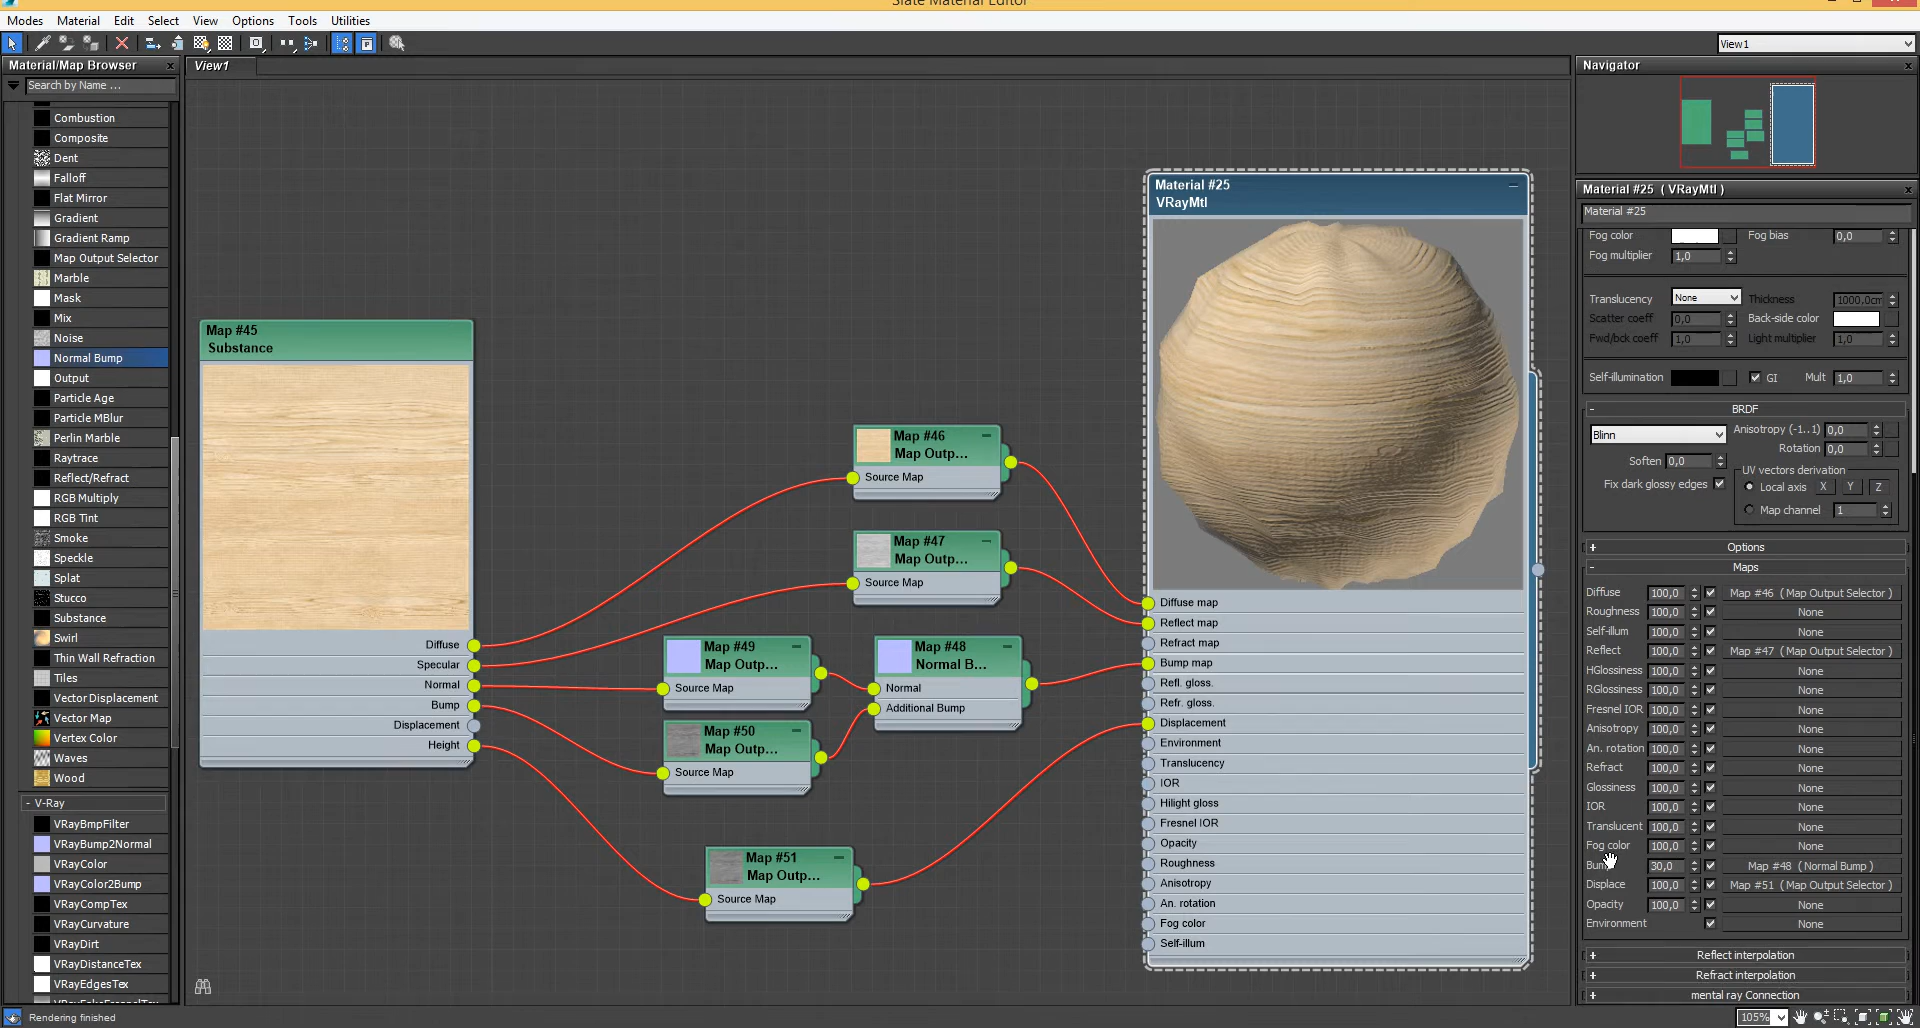 Slate Material Editor
Modes Material Edit Select View Options Tools Utilities
View1
Material/Map Browser x
Search by Name ...
Combustion
Composite
Dent
Falloff
Flat Mirror
Gradient
Gradient Ramp
Map Output Selector
Marble
Mask
Mix
Noise
Normal Bump
Output
Particle Age
Particle MBlur
Perlin Marble
Raytrace
Reflect/Refract
RGB Multiply
RGB Tint
Smoke
Speckle
Splat
Stucco
Substance
Swirl
Thin Wall Refraction
Tiles
Vector Displacement
Vector Map
Vertex Color
Waves
Wood
- V-Ray
VRayBmpFilter
VRayBump2Normal
VRayColor
VRayColor2Bump
VRayCompTex
VRayCurvature
VRayDirt
VRayDistanceTex
VRayEdgesTex
Rendering finished
View1
Map #45
Substance
Diffuse
Specular
Normal
Bump
Displacement
Height
Map #46
Map Outp...
Source Map
Map #47
Map Outp...
Source Map
Map #49
Map Outp...
Source Map
Map #48
Normal B...
Normal
Additional Bump
Map #50
Map Outp...
Source Map
Map #51
Map Outp...
Source Map
Material #25
VRayMtl
Diffuse map
Reflect map
Refract map
Bump map
Refl. gloss.
Refr. gloss.
Displacement
Environment
Translucency
IOR
Hilight gloss
Fresnel IOR
Opacity
Roughness
Anisotropy
An. rotation
Fog color
Self-illum
Navigator x
Material #25 ( VRayMtl ) x
Material #25
Fog color Fog bias 0,0
Fog multiplier 1,0
Translucency None Thickness 1000,0cm
Scatter coeff 0,0 Back-side color
Fwd/bck coeff 1,0 Light multiplier 1,0
Self-illumination GI Mult 1,0
- BRDF
Blinn Anisotropy (-1..1) 0,0
Rotation 0,0
Soften 0,0 UV vectors derivation
Fix dark glossy edges Local axis X Y Z
Map channel 1
+ Options
- Maps
Diffuse 100,0 Map #46 ( Map Output Selector )
Roughness 100,0 None
Self-illum 100,0 None
Reflect 100,0 Map #47 ( Map Output Selector )
HGlossiness 100,0 None
RGlossiness 100,0 None
Fresnel IOR 100,0 None
Anisotropy 100,0 None
An. rotation 100,0 None
Refract 100,0 None
Glossiness 100,0 None
IOR 100,0 None
Translucent 100,0 None
Fog color 100,0 None
Bump 30,0 Map #48 ( Normal Bump )
Displace 100,0 Map #51 ( Map Output Selector )
Opacity 100,0 None
Environment None
+ Reflect interpolation
+ Refract interpolation
+ mental ray Connection
105%